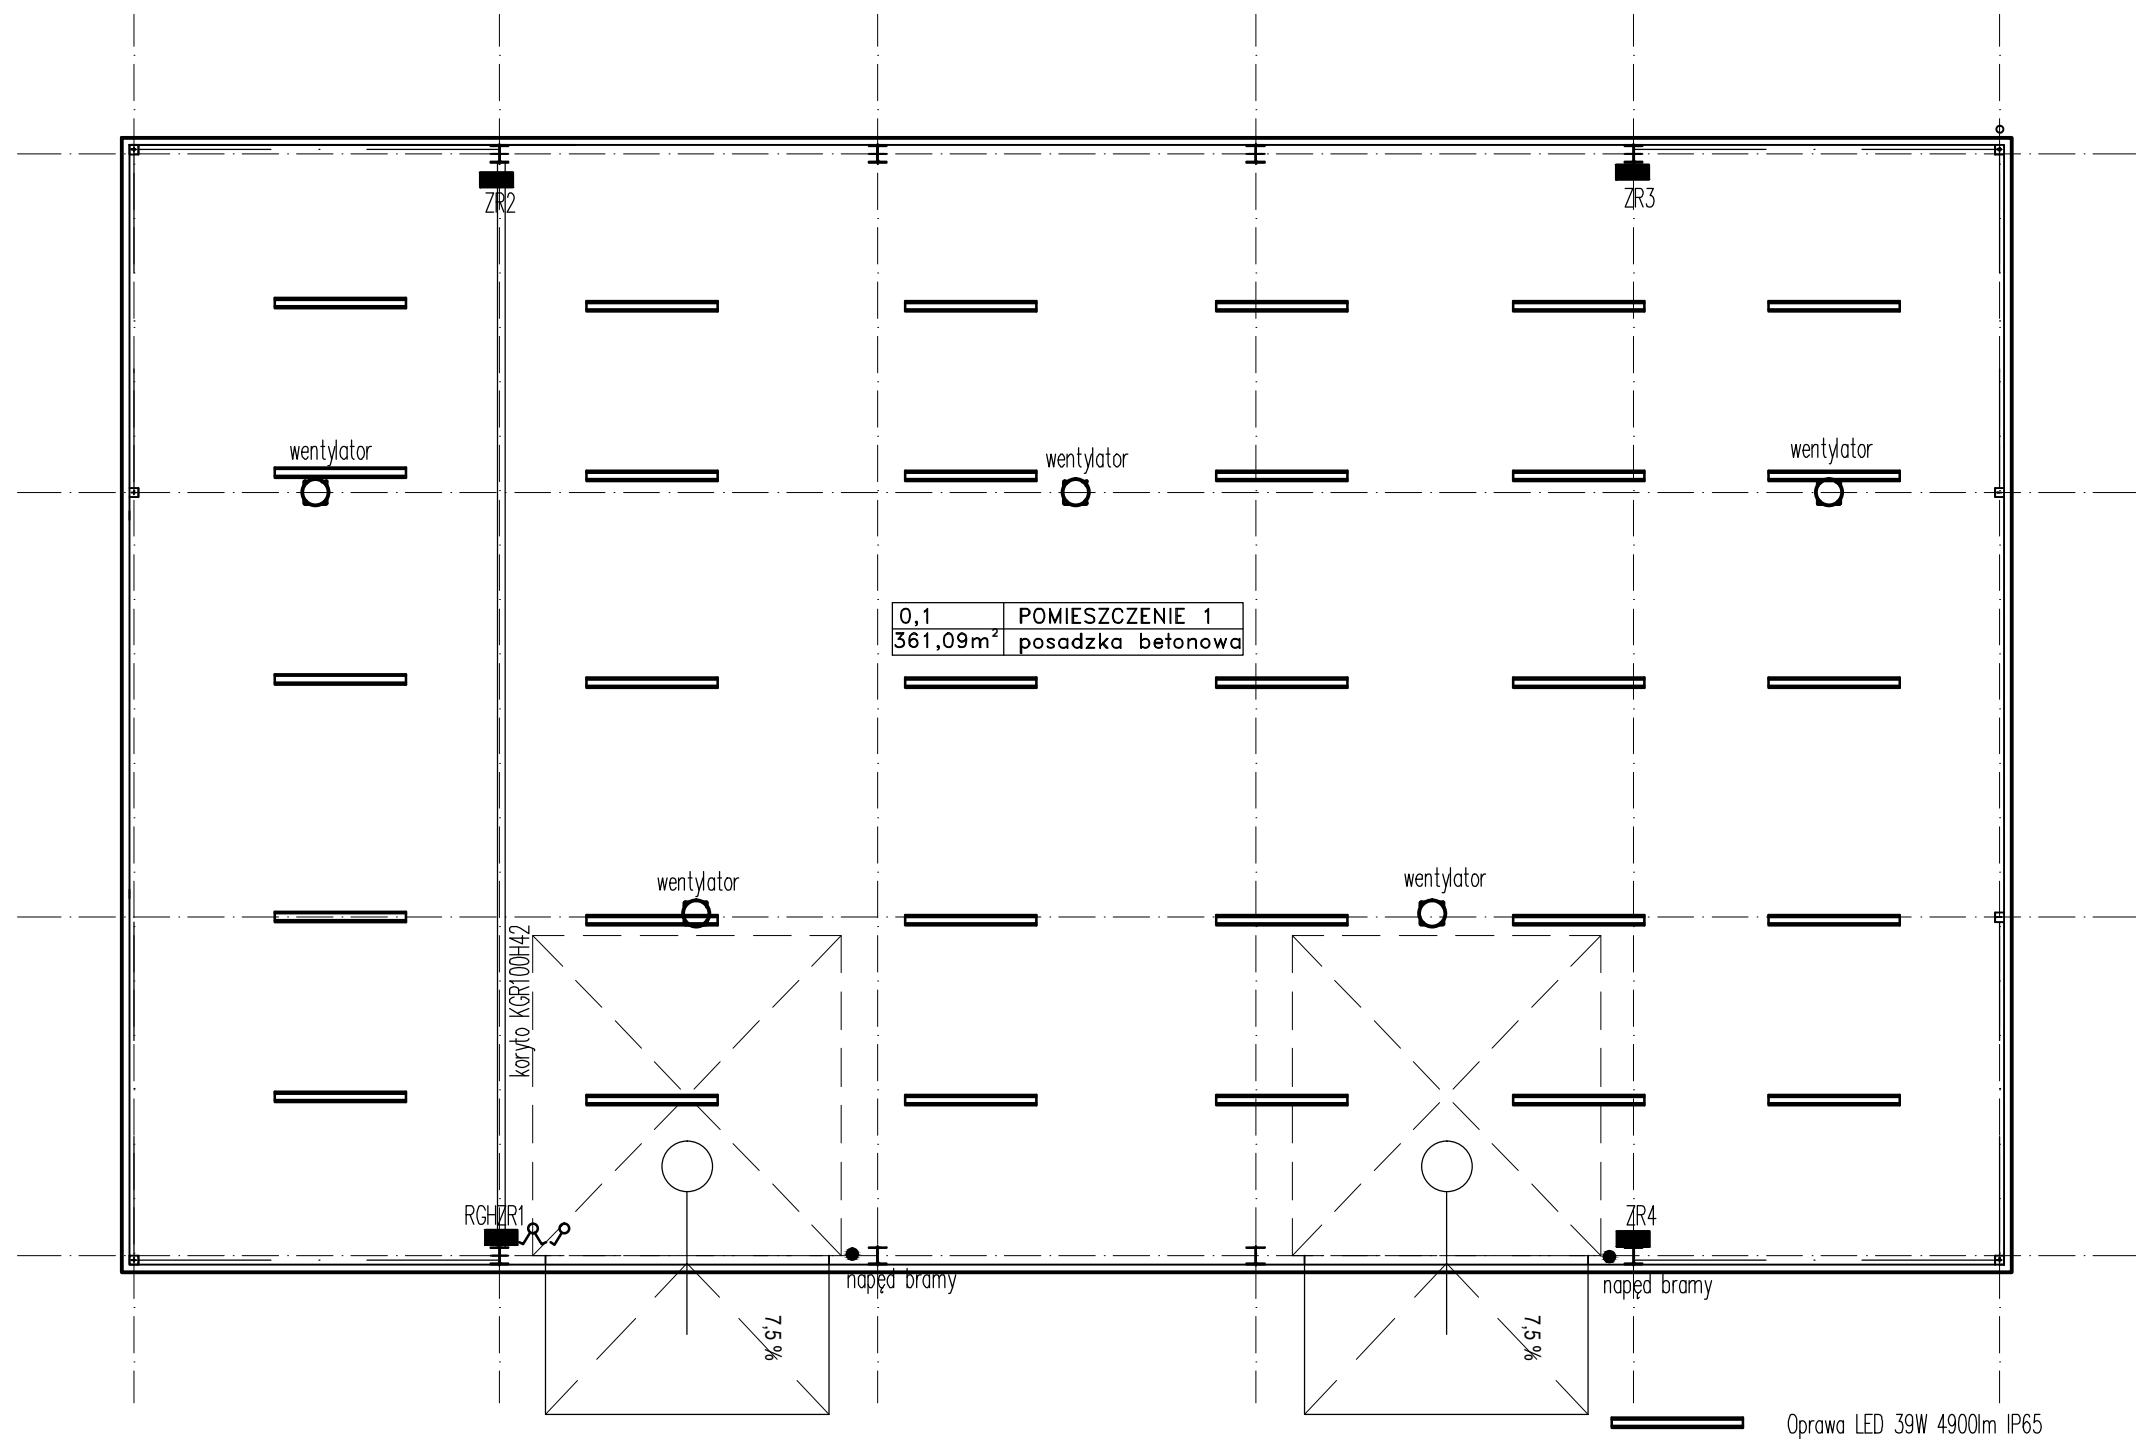 ZR2
ZR3
wentylator
wentylator
wentylator
0,1 POMIESZCZENIE 1
361,09m² posadzka betonowa
wentylator
wentylator
koryto KGR100H42
RGHZR1
ZR4
napęd bramy
napęd bramy
7,5 %
7,5 %
Oprawa LED 39W 4900lm IP65